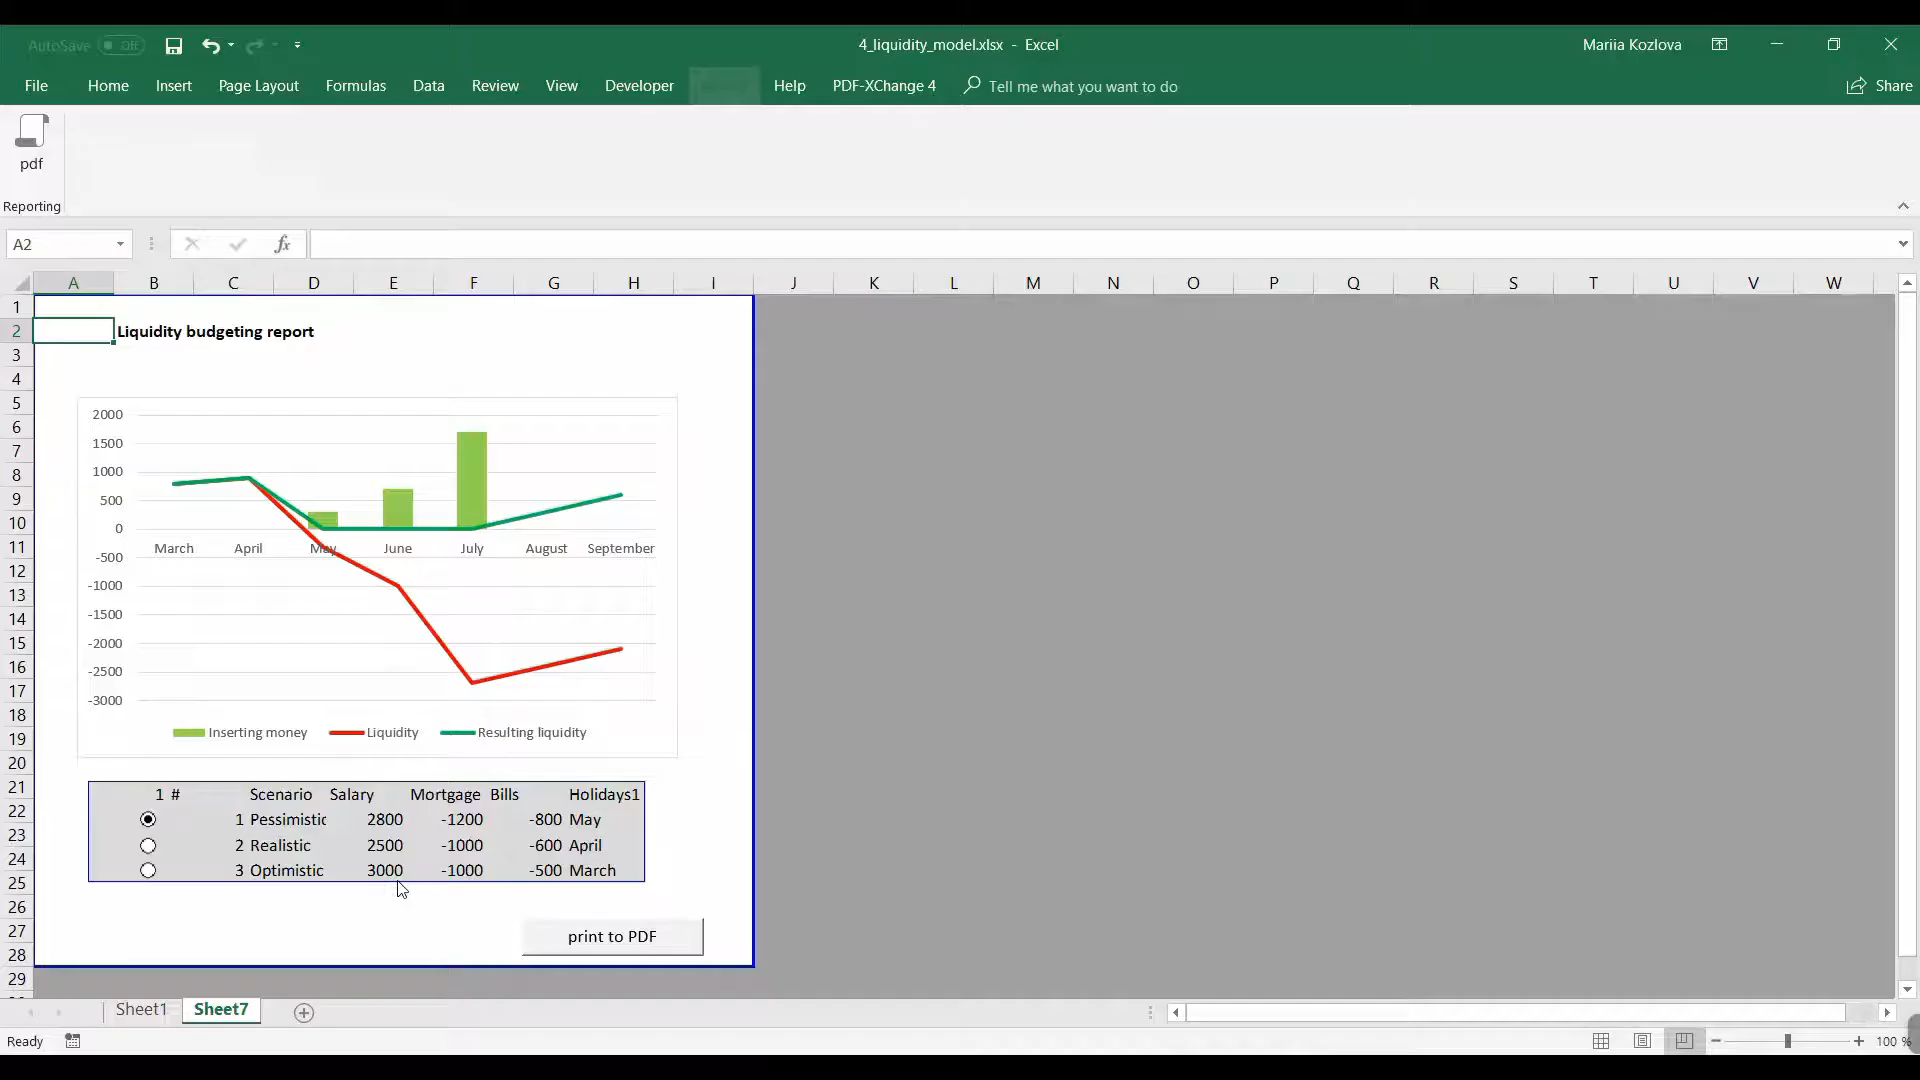 AutoSave Off
4_liquidity_model.xlsx - Excel
Mariia Kozlova
File Home Insert Page Layout Formulas Data Review View Developer Help PDF-XChange 4 Tell me what you want to do Share
pdf
Reporting
A2
fx
A B C D E F G H I J K L M N O P Q R S T U V W
1
2 Liquidity budgeting report
3
4
5
6
7
8
9
10
11
12
13
14
15
16
17
18
19
20
21
22
23
24
25
26
27
28
29
2000
1500
1000
500
0
March April May June July August September
-500
-1000
-1500
-2000
-2500
-3000
Inserting money Liquidity Resulting liquidity
1 # Scenario Salary Mortgage Bills Holidays1
1 Pessimistic 2800 -1200 -800 May
2 Realistic 2500 -1000 -600 April
3 Optimistic 3000 -1000 -500 March
print to PDF
Sheet1 Sheet7
Ready
100 %